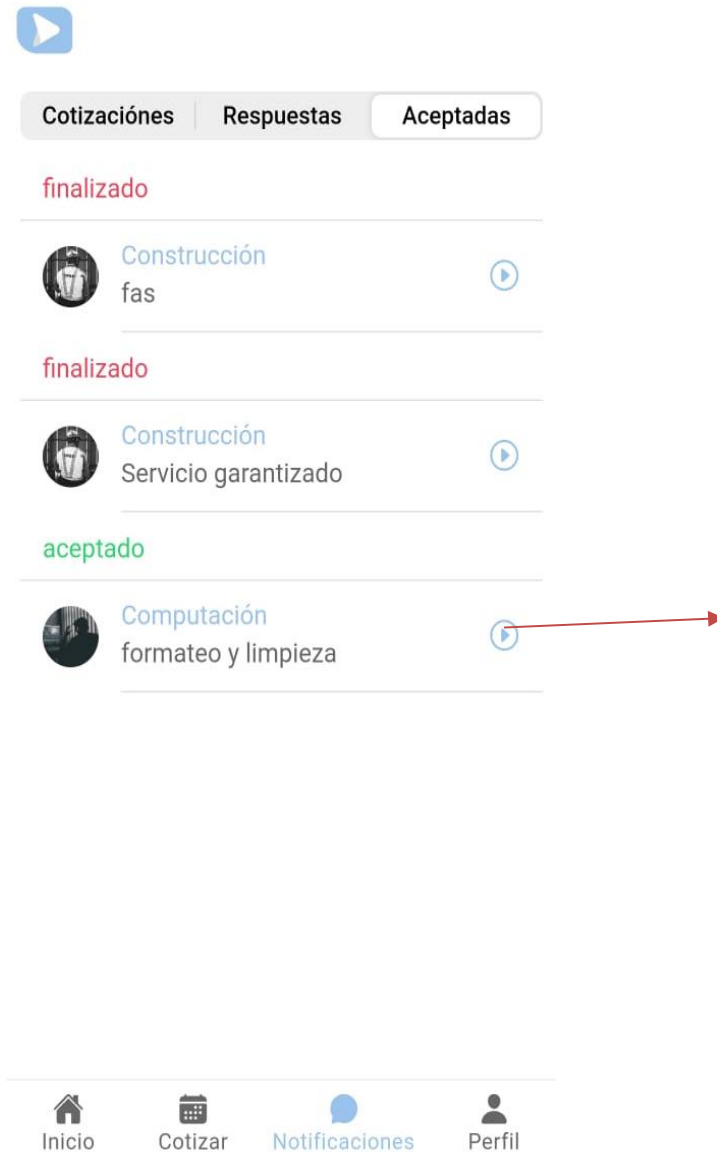 Cotizaciónes Respuestas Aceptadas
finalizado
Construcción
fas
finalizado
Construcción
Servicio garantizado
aceptado
Computación
formateo y limpieza
Inicio Cotizar Notificaciones Perfil